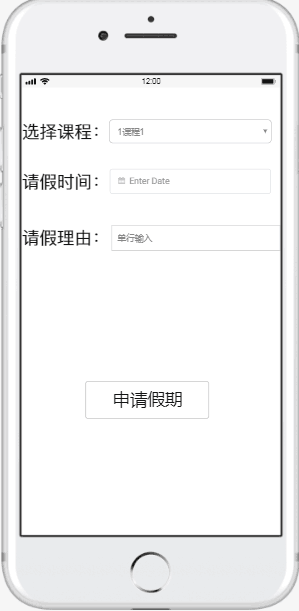 12:00
选择课程：
1课程1
请假时间：
Enter Date
请假理由：
单行输入
申请假期